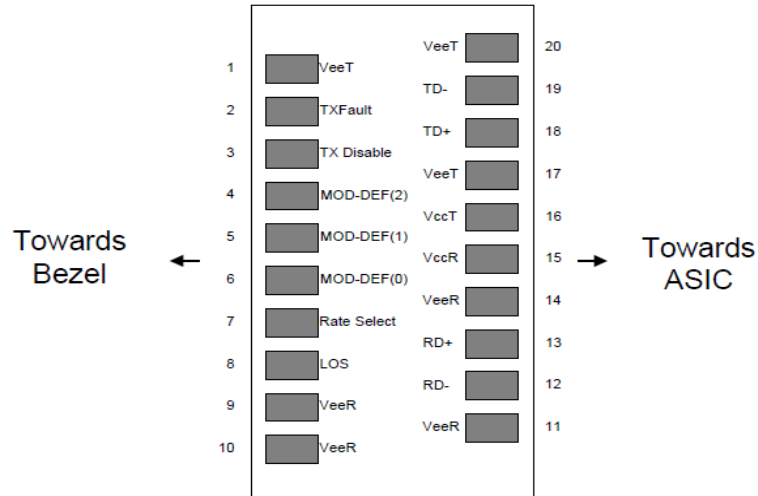 VeeT 20
1 VeeT
TD- 19
2 TXFault
TD+ 18
3 TX Disable
VeeT 17
4 MOD-DEF(2)
VccT 16
5 MOD-DEF(1)
Towards
Bezel
VccR 15
Towards
ASIC
6 MOD-DEF(0)
VeeR 14
7 Rate Select
RD+ 13
8 LOS
RD- 12
9 VeeR
VeeR 11
10 VeeR